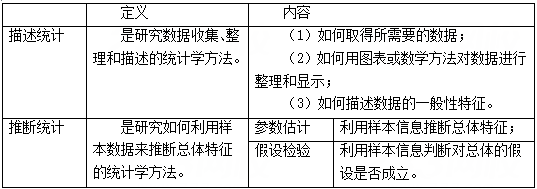 定义 内容
描述统计 是研究数据收集、整理和描述的统计学方法。
（1）如何取得所需要的数据；
（2）如何用图表或数学方法对数据进行
整理和显示；
（3）如何描述数据的一般性特征。
推断统计 是研究如何利用样本数据来推断总体特征的统计学方法。
参数估计 利用样本信息推断总体特征；
假设检验 利用样本信息判断对总体的假
设是否成立。